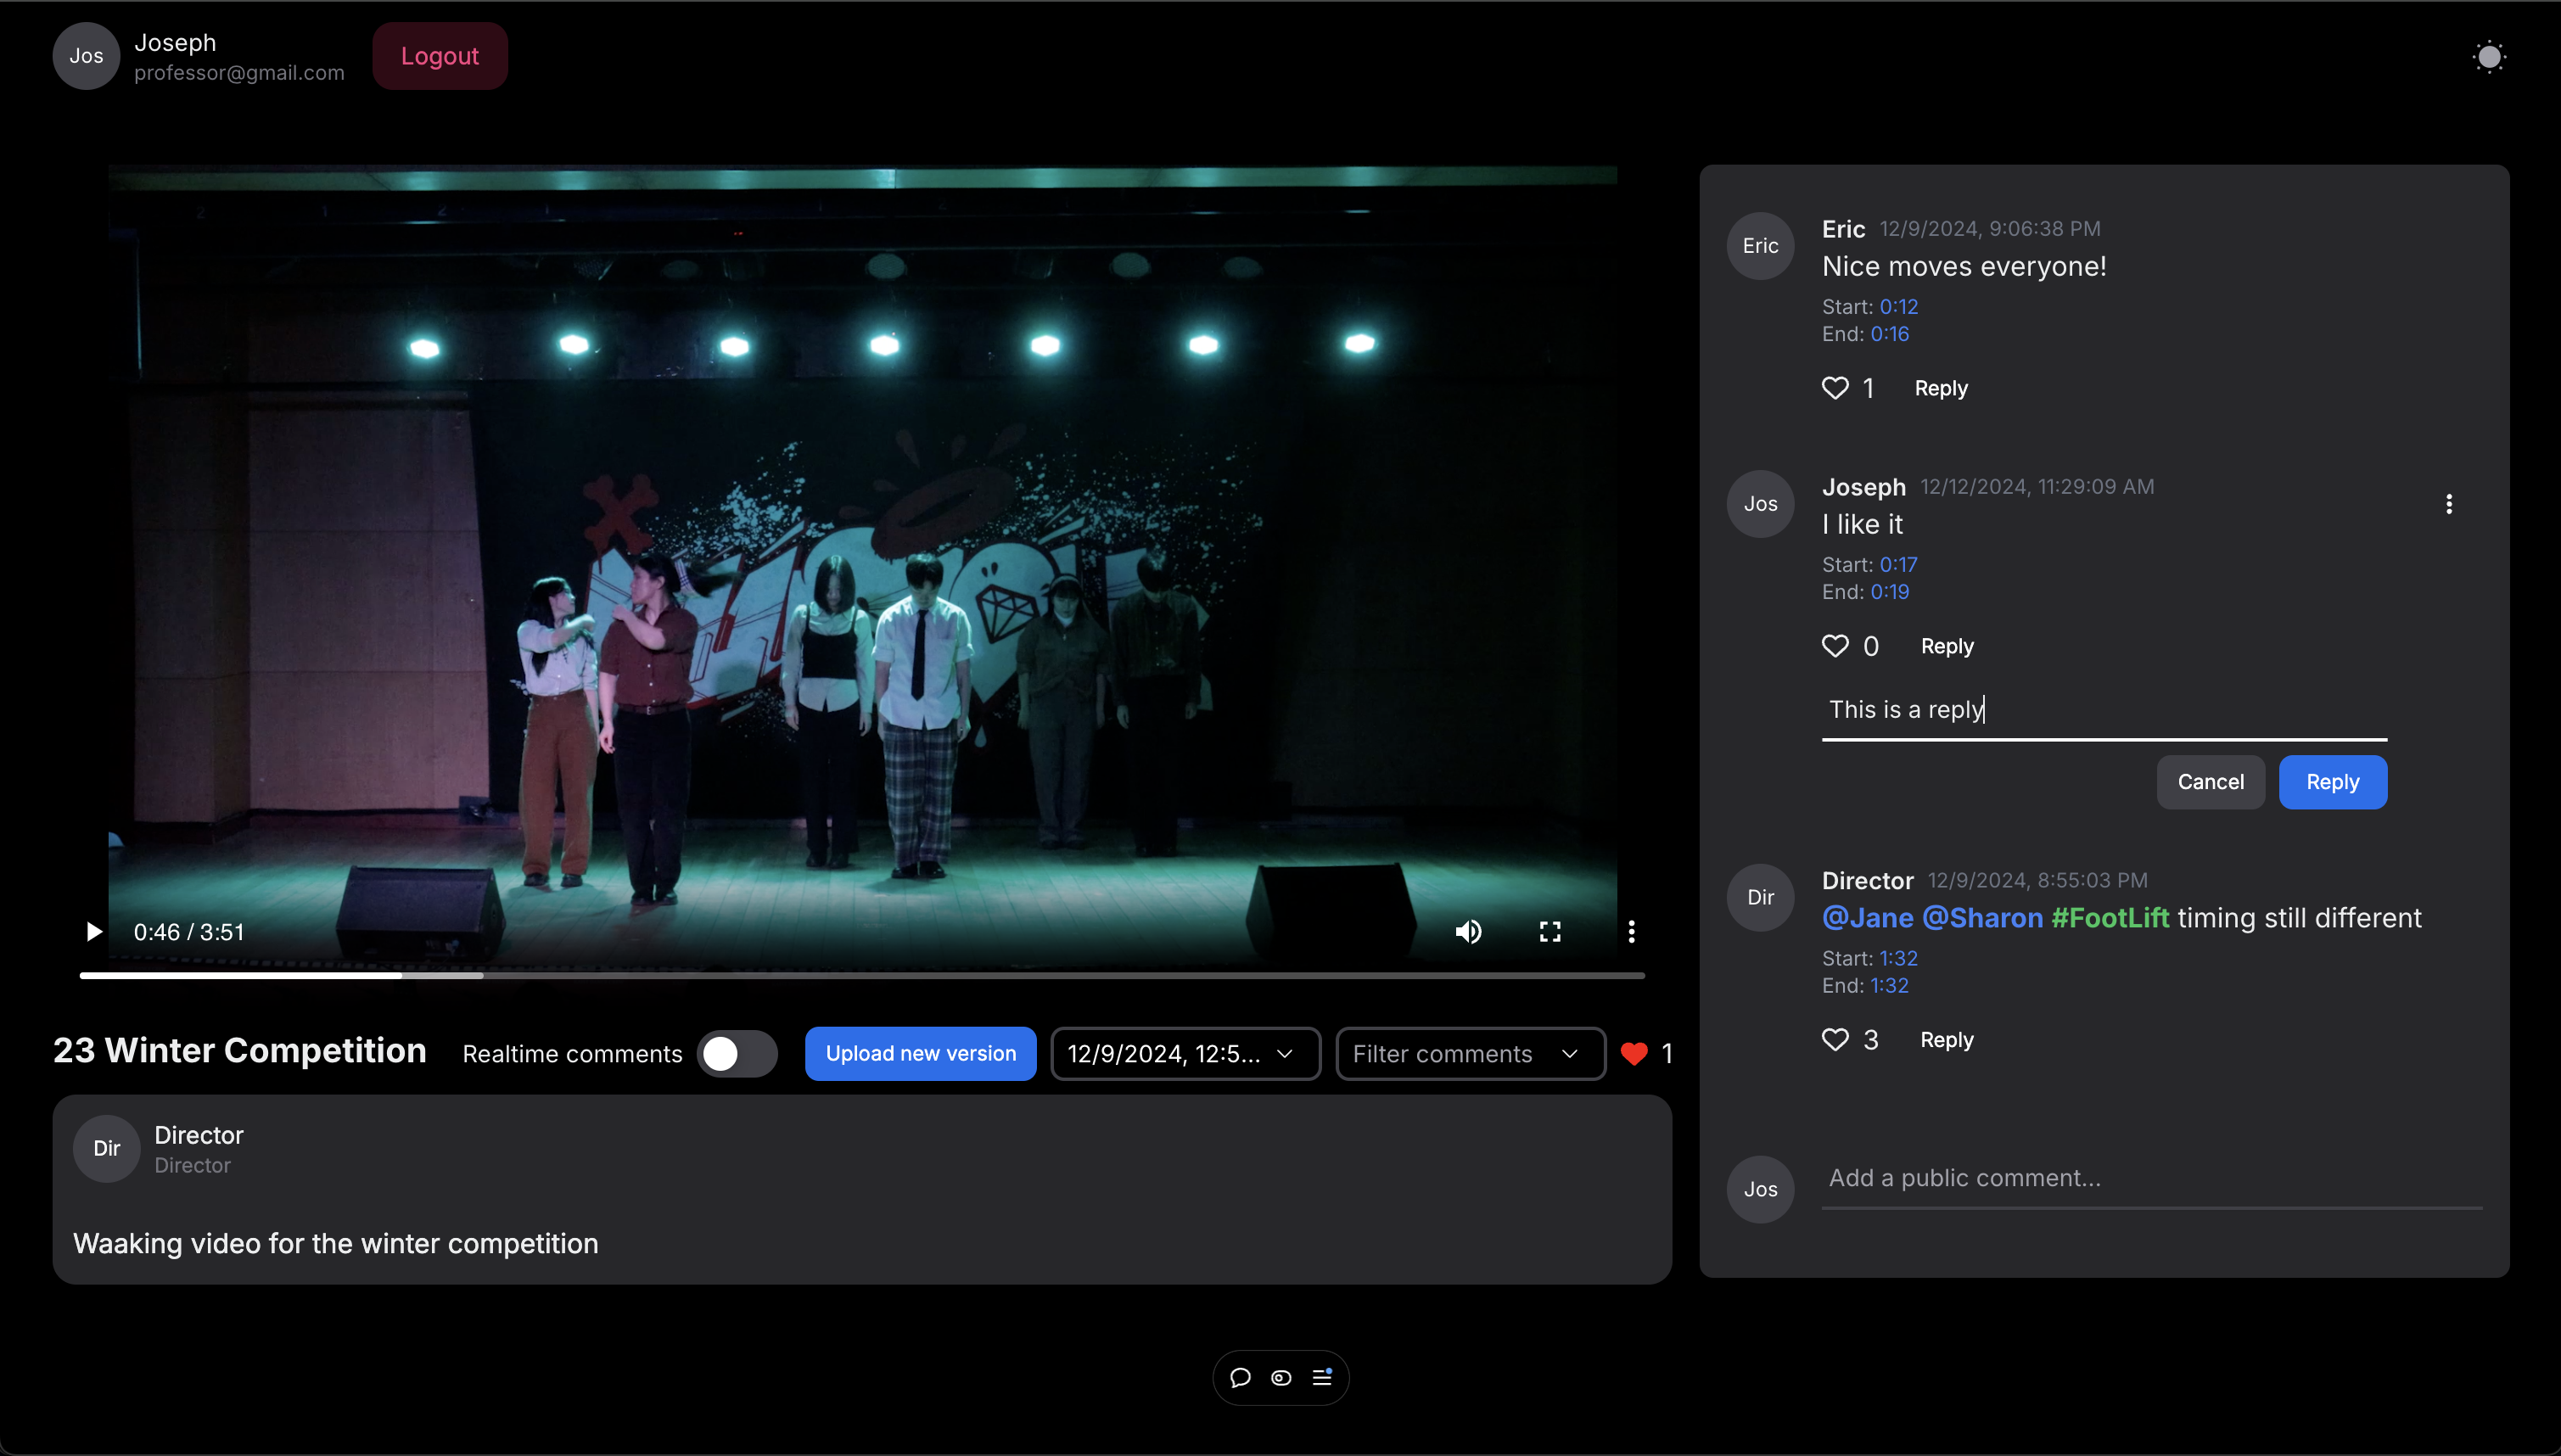 Jos
Joseph
professor@gmail.com
Logout
0:46 / 3:51
23 Winter Competition
Realtime comments
Upload new version
12/9/2024, 12:5...
Filter comments
1
Dir
Director
Director
Waaking video for the winter competition
Eric
Eric 12/9/2024, 9:06:38 PM
Nice moves everyone!
Start: 0:12
End: 0:16
1 Reply
Jos
Joseph 12/12/2024, 11:29:09 AM
I like it
Start: 0:17
End: 0:19
0 Reply
This is a reply
Cancel Reply
Dir
Director 12/9/2024, 8:55:03 PM
@Jane @Sharon #FootLift timing still different
Start: 1:32
End: 1:32
3 Reply
Jos
Add a public comment...